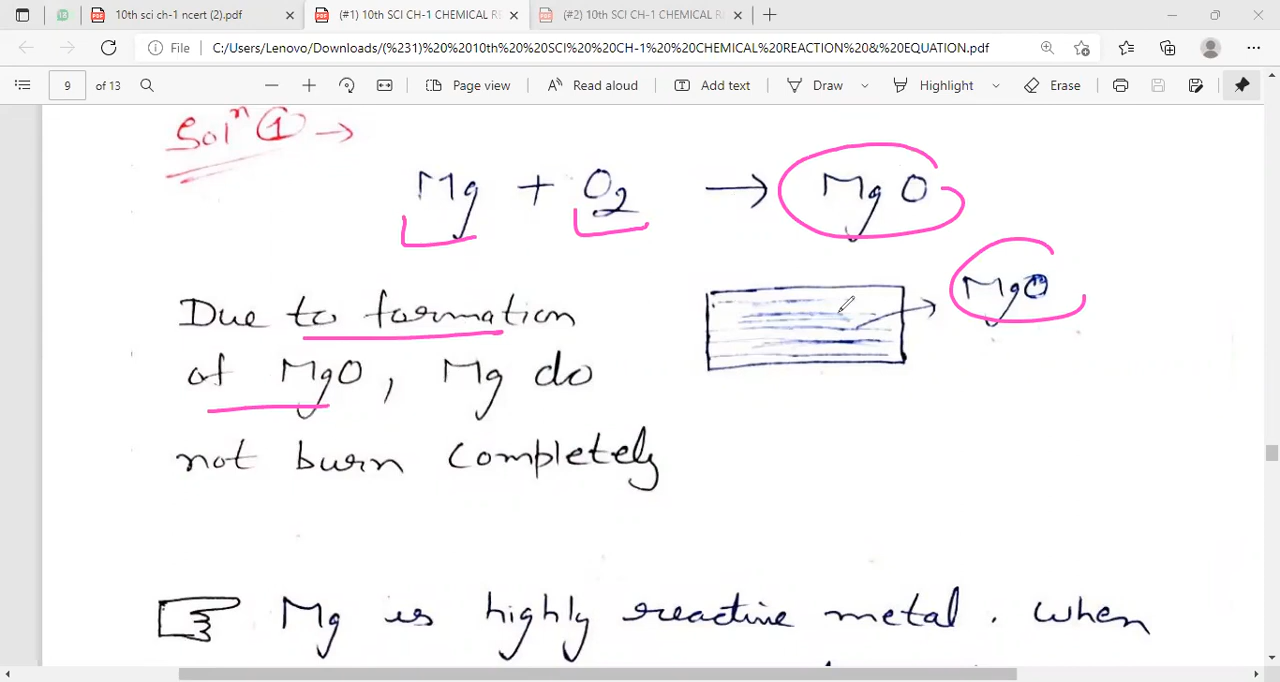 10th sci ch-1 ncert (2).pdf
(#1) 10th SCI CH-1 CHEMICAL RE
(#2) 10th SCI CH-1 CHEMICAL R
File
C:/Users/Lenovo/Downloads/(%231)%20%2010th%20%20SCI%20%20CH-1%20%20CHEMICAL%20REACTION%20&%20EQUATION.pdf
9 of 13
Page view
Read aloud
Add text
Draw
Highlight
Erase
Solⁿ ① →
Mg + O₂ → MgO
MgO
Due to formation
of MgO, Mg do
not burn completely
Mg is highly reactive metal. when